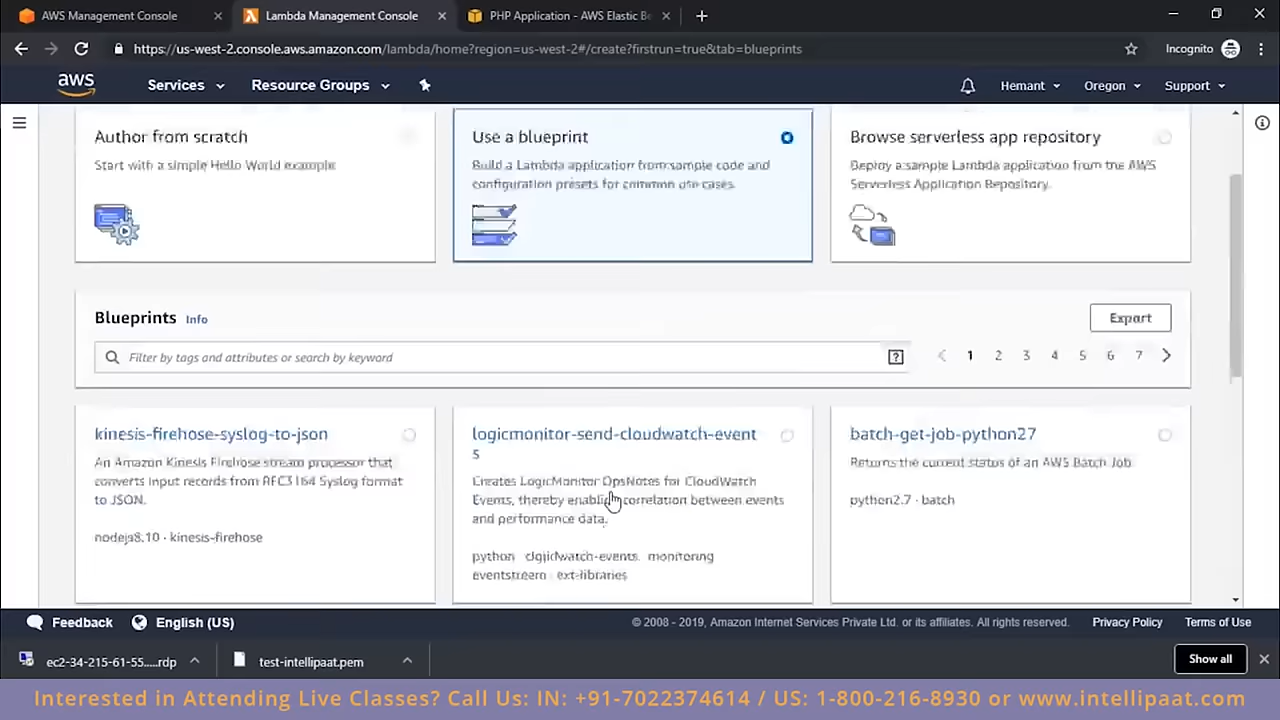 AWS Management Console
Lambda Management Console
PHP Application - AWS Elastic Be
https://us-west-2.console.aws.amazon.com/lambda/home?region=us-west-2#/create?firstrun=true&tab=blueprints
Incognito
aws
Services
Resource Groups
Hemant
Oregon
Support
Author from scratch
Start with a simple Hello World example
Use a blueprint
Build a Lambda application from sample code and
configuration presets for common use cases.
Browse serverless app repository
Deploy a sample Lambda application from the AWS
Serverless Application Repository.
Blueprints Info
Export
Filter by tags and attributes or search by keyword
1 2 3 4 5 6 7
kinesis-firehose-syslog-to-json
An Amazon Kinesis Firehose stream processor that
converts input records from RFC3164 Syslog format
to JSON.
nodejs8.10 · kinesis-firehose
logicmonitor-send-cloudwatch-event
s
Creates LogicMonitor OpsNotes for CloudWatch
Events, thereby enabling correlation between events
and performance data.
python · cloudwatch-events · monitoring
eventstream · ext-libraries
batch-get-job-python27
Returns the current status of an AWS Batch Job.
python2.7 · batch
Feedback
English (US)
© 2008 - 2019, Amazon Internet Services Private Ltd. or its affiliates. All rights reserved.
Privacy Policy
Terms of Use
ec2-34-215-61-55.....rdp
test-intellipaat.pem
Show all
Interested in Attending Live Classes? Call Us: IN: +91-7022374614 / US: 1-800-216-8930 or www.intellipaat.com